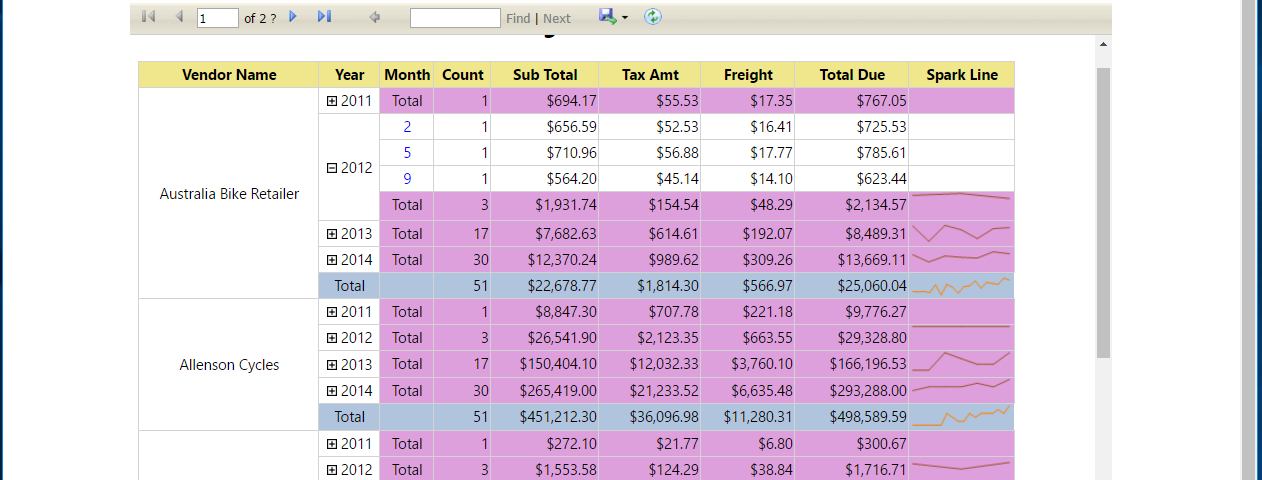 1 of 2 ? Find | Next
Vendor Name Year Month Count Sub Total Tax Amt Freight Total Due Spark Line
2011 Total 1 $694.17 $55.53 $17.35 $767.05
2 1 $656.59 $52.53 $16.41 $725.53
5 1 $710.96 $56.88 $17.77 $785.61
2012
9 1 $564.20 $45.14 $14.10 $623.44
Australia Bike Retailer
Total 3 $1,931.74 $154.54 $48.29 $2,134.57
2013 Total 17 $7,682.63 $614.61 $192.07 $8,489.31
2014 Total 30 $12,370.24 $989.62 $309.26 $13,669.11
Total 51 $22,678.77 $1,814.30 $566.97 $25,060.04
2011 Total 1 $8,847.30 $707.78 $221.18 $9,776.27
2012 Total 3 $26,541.90 $2,123.35 $663.55 $29,328.80
Allenson Cycles 2013 Total 17 $150,404.10 $12,032.33 $3,760.10 $166,196.53
2014 Total 30 $265,419.00 $21,233.52 $6,635.48 $293,288.00
Total 51 $451,212.30 $36,096.98 $11,280.31 $498,589.59
2011 Total 1 $272.10 $21.77 $6.80 $300.67
2012 Total 3 $1,553.58 $124.29 $38.84 $1,716.71